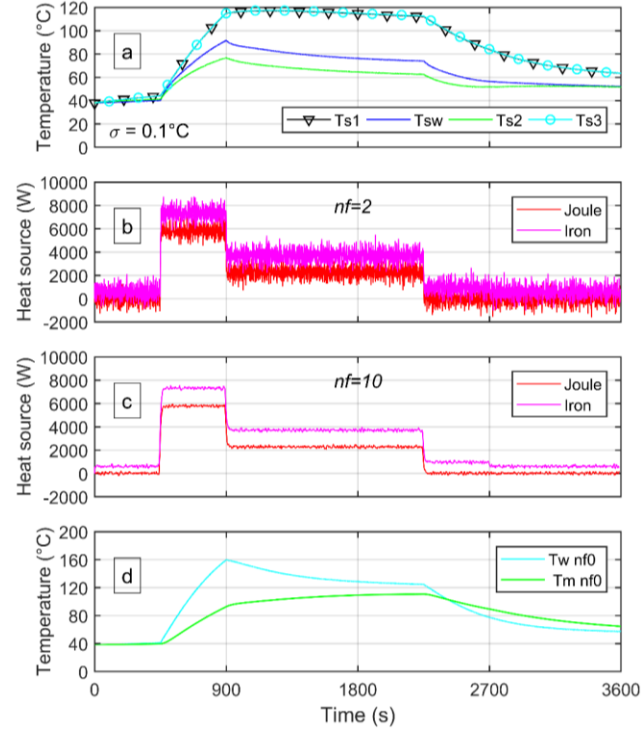 120
100
80
60
40
20
0
Temperature (°C)
a
σ = 0.1°C
Ts1 Tsw Ts2 Ts3
10000
8000
6000
4000
2000
0
-2000
Heat source (W)
b
nf=2
Joule
Iron
10000
8000
6000
4000
2000
0
-2000
Heat source (W)
c
nf=10
Joule
Iron
200
160
120
80
40
0
Temperature (°C)
d
Tw nf0
Tm nf0
0 900 1800 2700 3600
Time (s)